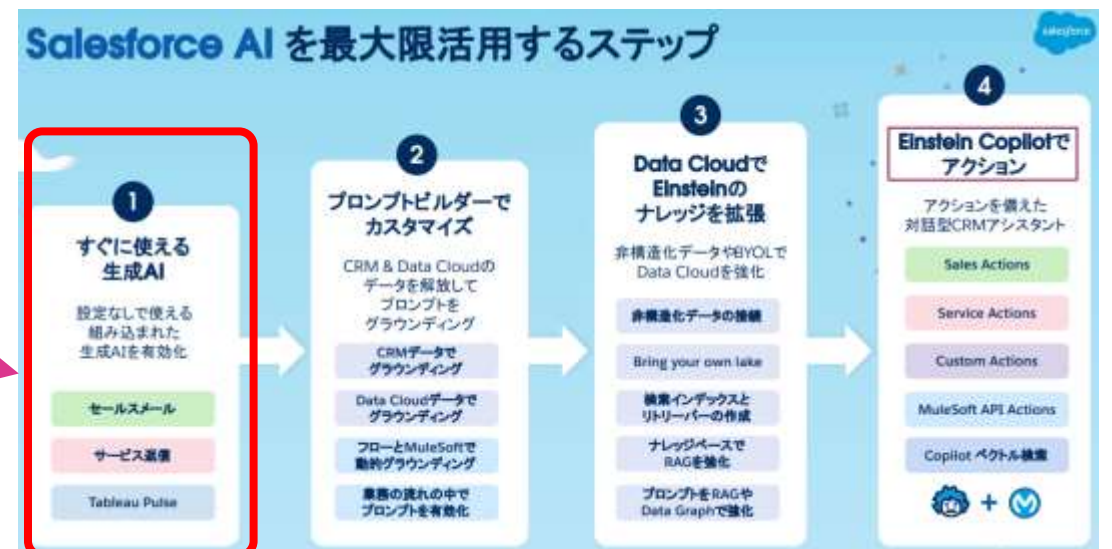 Salesforce AI を最大限活用するステップ
salesforce
1
すぐに使える
生成AI
設定なしで使える
組み込まれた
生成AIを有効化
セールスメール
サービス返信
Tableau Pulse
2
プロンプトビルダーで
カスタマイズ
CRM & Data Cloudの
データを解放して
プロンプトを
グラウンディング
CRMデータで
グラウンディング
Data Cloudデータで
グラウンディング
フローとMuleSoftで
動的グラウンディング
業務の流れの中で
プロンプトを有効化
3
Data Cloudで
Einsteinの
ナレッジを拡張
非構造化データやBYOLで
Data Cloudを強化
非構造化データの接続
Bring your own lake
検索インデックスと
リトリーバーの作成
ナレッジベースで
RAGを強化
プロンプトをRAGや
Data Graphで強化
4
Einstein Copilotで
アクション
アクションを備えた
対話型CRMアシスタント
Sales Actions
Service Actions
Custom Actions
MuleSoft API Actions
Copilot ベクトル検索
+